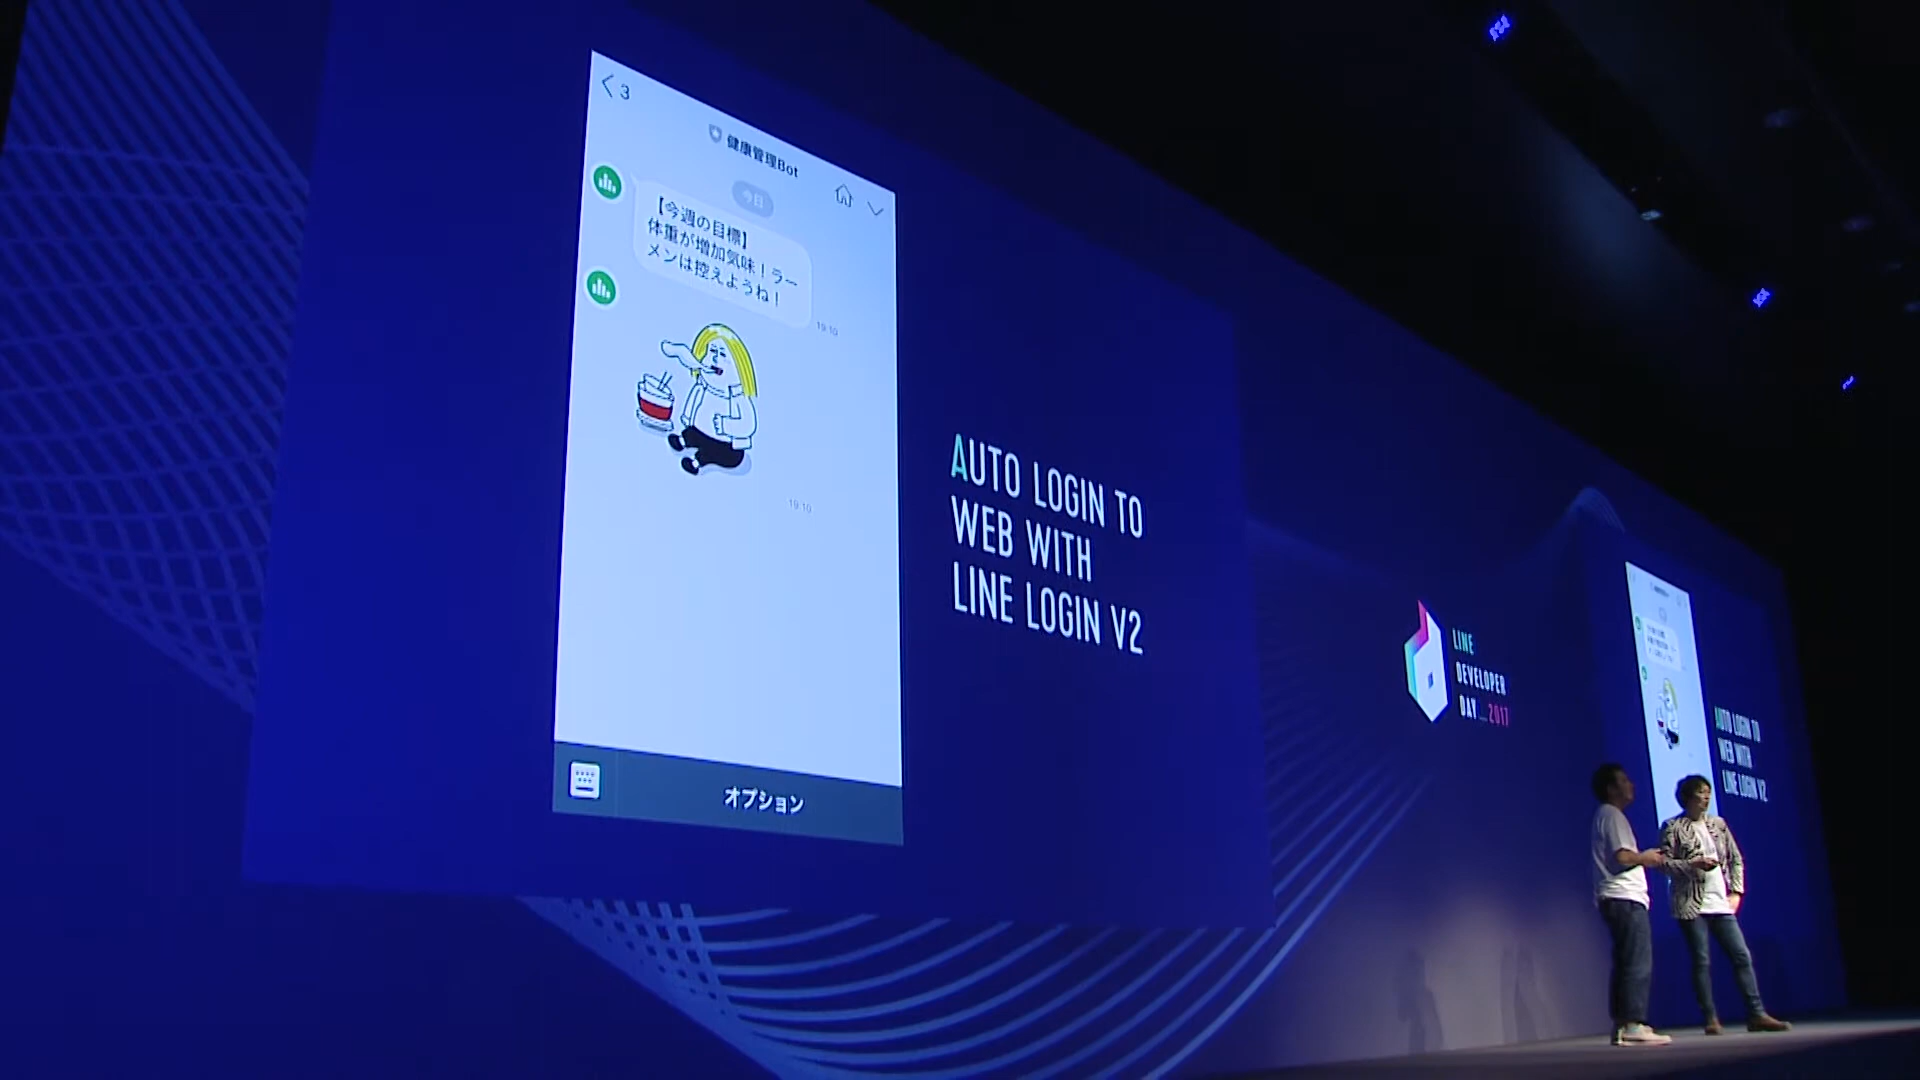 3
健康管理Bot
今日
【今週の目標】
体重が増加気味！ラー
メンは控えようね！
19:10
19:10
オプション
AUTO LOGIN TO
WEB WITH
LINE LOGIN V2
LINE
DEVELOPER
DAY_2017
AUTO LOGIN TO
WEB WITH
LINE LOGIN V2